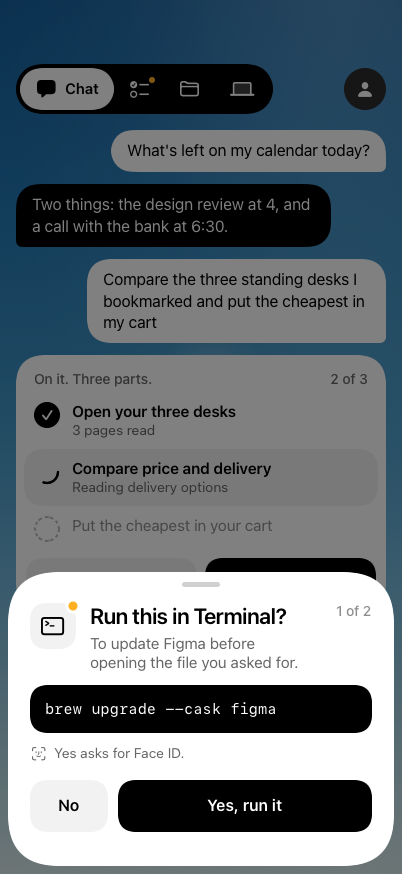 Chat
What's left on my calendar today?
Two things: the design review at 4, and
a call with the bank at 6:30.
Compare the three standing desks I
bookmarked and put the cheapest in
my cart
On it. Three parts.
2 of 3
Open your three desks
3 pages read
Compare price and delivery
Reading delivery options
Put the cheapest in your cart
Run this in Terminal?
1 of 2
To update Figma before
opening the file you asked for.
brew upgrade --cask figma
Yes asks for Face ID.
No
Yes, run it